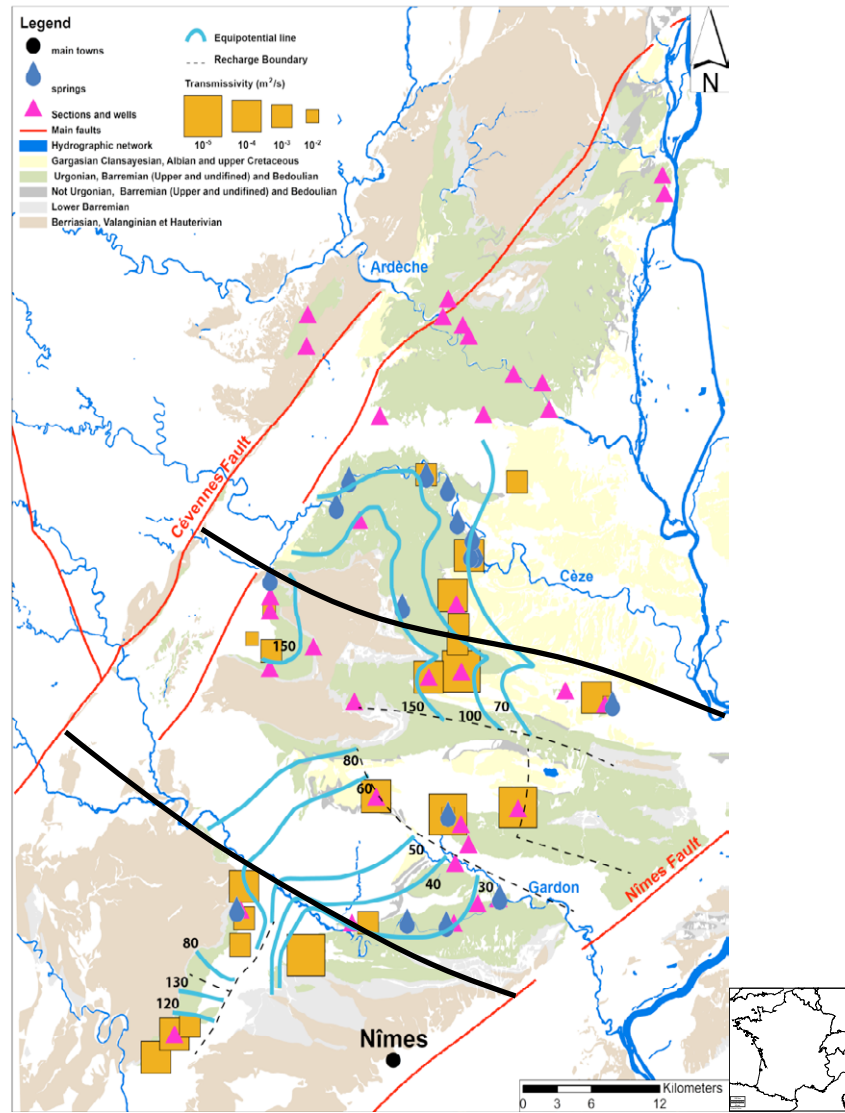 Legend
main towns
springs
Sections and wells
Main faults
Hydrographic network
Gargasian Clansayesian, Albian and upper Cretaceous
Urgonian, Barremian (Upper and undifined) and Bedoulian
Not Urgonian, Barremian (Upper and undifined) and Bedoulian
Lower Barremian
Berriasian, Valanginian et Hauterivian
Equipotential line
Recharge Boundary
Transmissivity (m²/s)
10⁻⁵ 10⁻⁴ 10⁻³ 10⁻²
N
Ardèche
Cévennes Fault
Cèze
150
150
100
70
80
60
50
40
30
Gardon
Nîmes Fault
80
130
120
Nîmes
Kilometers
0 3 6 12